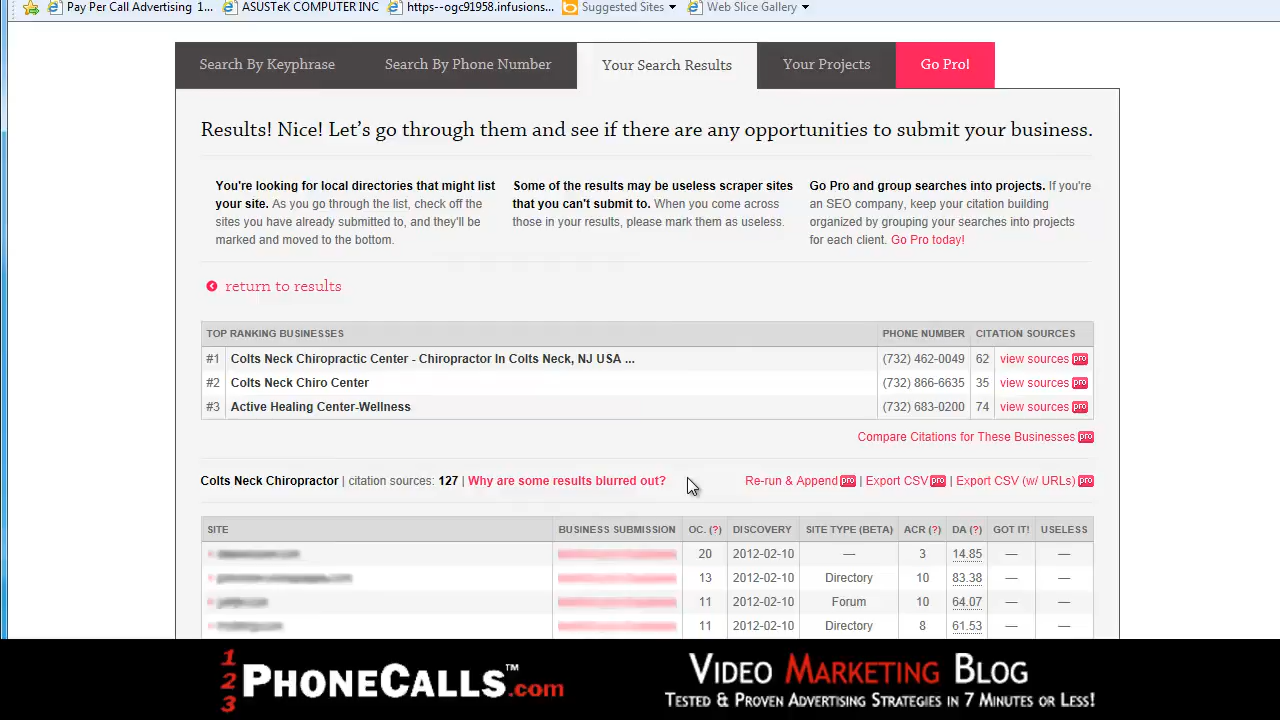 Pay Per Call Advertising 1... ASUSTeK COMPUTER INC https--ogc91958.infusions... Suggested Sites Web Slice Gallery
Search By Keyphrase Search By Phone Number Your Search Results Your Projects Go Pro!
Results! Nice! Let's go through them and see if there are any opportunities to submit your business.
You're looking for local directories that might list
your site. As you go through the list, check off the
sites you have already submitted to, and they'll be
marked and moved to the bottom.
Some of the results may be useless scraper sites
that you can't submit to. When you come across
those in your results, please mark them as useless.
Go Pro and group searches into projects. If you're
an SEO company, keep your citation building
organized by grouping your searches into projects
for each client. Go Pro today!
return to results
TOP RANKING BUSINESSES PHONE NUMBER CITATION SOURCES
#1 Colts Neck Chiropractic Center - Chiropractor In Colts Neck, NJ USA ... (732) 462-0049 62 view sources pro
#2 Colts Neck Chiro Center (732) 866-6635 35 view sources pro
#3 Active Healing Center-Wellness (732) 683-0200 74 view sources pro
Compare Citations for These Businesses pro
Colts Neck Chiropractor | citation sources: 127 | Why are some results blurred out? Re-run & Append pro | Export CSV pro | Export CSV (w/ URLs) pro
SITE BUSINESS SUBMISSION OC. (?) DISCOVERY SITE TYPE (BETA) ACR (?) DA (?) GOT IT! USELESS
20 2012-02-10 — 3 14.85 — —
13 2012-02-10 Directory 10 83.38 — —
11 2012-02-10 Forum 10 64.07 — —
11 2012-02-10 Directory 8 61.53 — —
123 PHONECALLS.com™
VIDEO MARKETING BLOG
TESTED & PROVEN ADVERTISING STRATEGIES IN 7 MINUTES OR LESS!